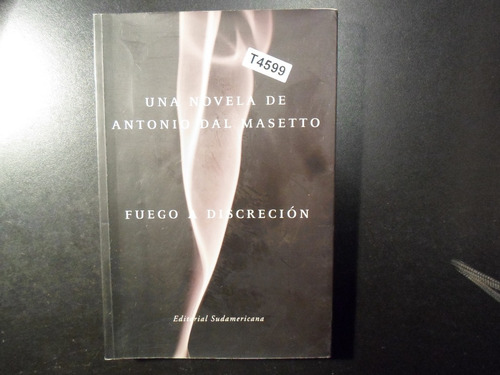 T4599
UNA NOVELA DE
ANTONIO DAL MASETTO
FUEGO A DISCRECIÓN
Editorial Sudamericana